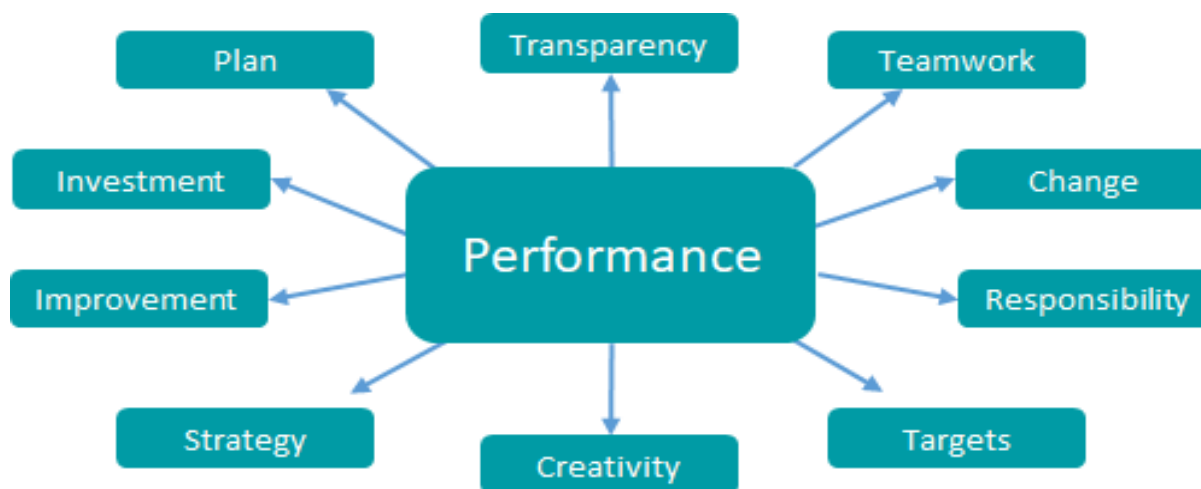 Transparency
Plan
Teamwork
Investment
Change
Performance
Improvement
Responsibility
Strategy
Creativity
Targets